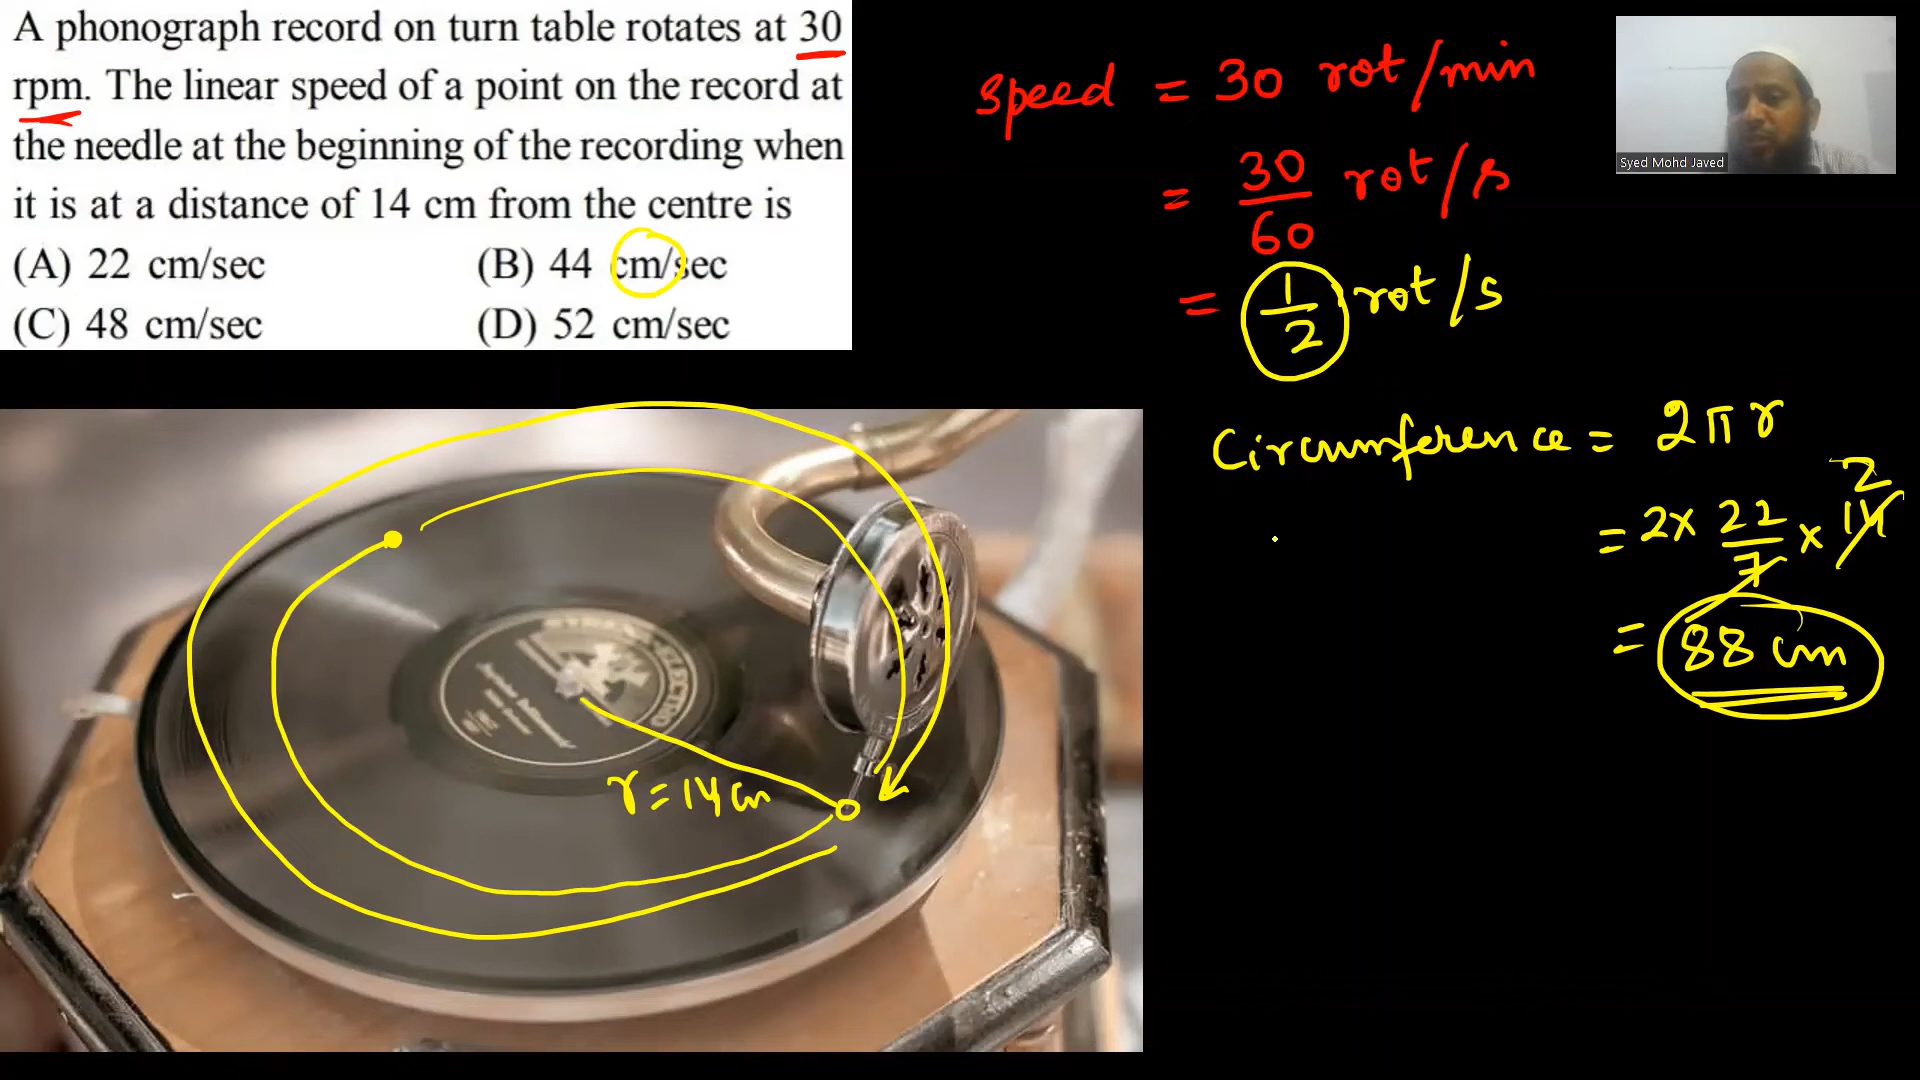 A phonograph record on turn table rotates at 30
rpm. The linear speed of a point on the record at
the needle at the beginning of the recording when
it is at a distance of 14 cm from the centre is
(A) 22 cm/sec (B) 44 cm/sec
(C) 48 cm/sec (D) 52 cm/sec
Speed = 30 rot/min
= 30/60 rot/s
= 1/2 rot/s
Syed Mohd Javed
Circumference = 2πr
= 2 x 22/7 x 14 2
= 88 cm
r = 14 cm